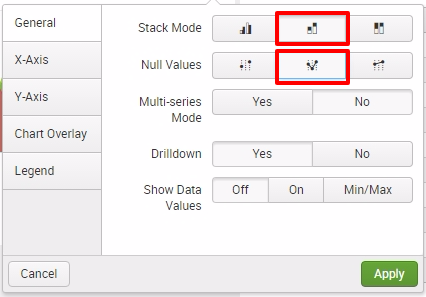 General
X-Axis
Y-Axis
Chart Overlay
Legend
Stack Mode
Null Values
Multi-series
Mode
Yes No
Drilldown
Yes No
Show Data
Values
Off On Min/Max
Cancel
Apply